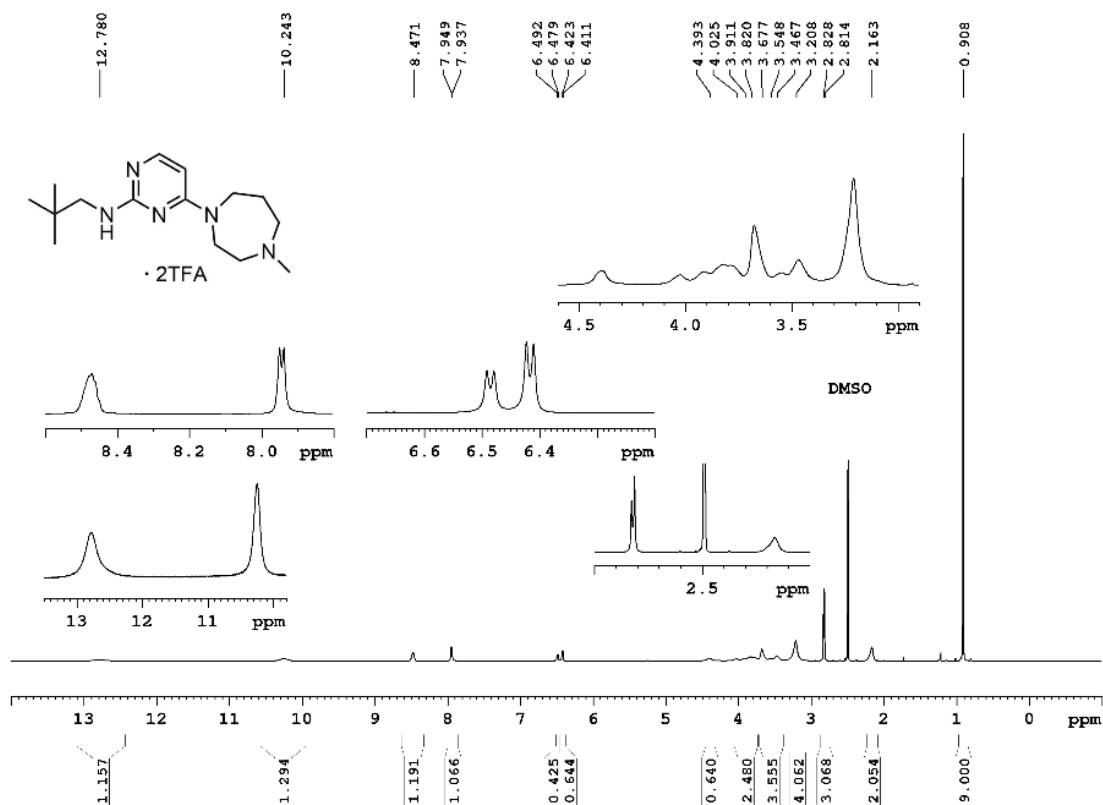 12.780
10.243
8.471
7.949
7.937
6.492
6.479
6.423
6.411
4.393
4.025
3.911
3.820
3.677
3.548
3.467
3.208
2.828
2.814
2.163
0.908
N
N
H
N
N
N
· 2TFA
4.5 4.0 3.5 ppm
DMSO
8.4 8.2 8.0 ppm
6.6 6.5 6.4 ppm
13 12 11 ppm
2.5 ppm
13 12 11 10 9 8 7 6 5 4 3 2 1 0 ppm
1.157
1.294
1.191
1.066
0.425
0.644
0.640
2.480
3.555
4.062
3.068
2.054
9.000